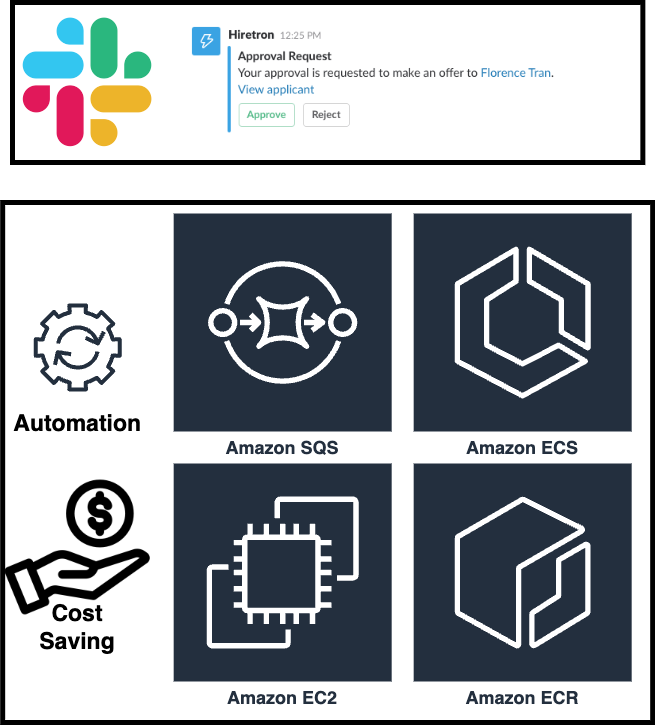 Hiretron 12:25 PM
Approval Request
Your approval is requested to make an offer to Florence Tran.
View applicant
Approve Reject
Automation
Amazon SQS Amazon ECS
$
Cost
Saving
Amazon EC2 Amazon ECR